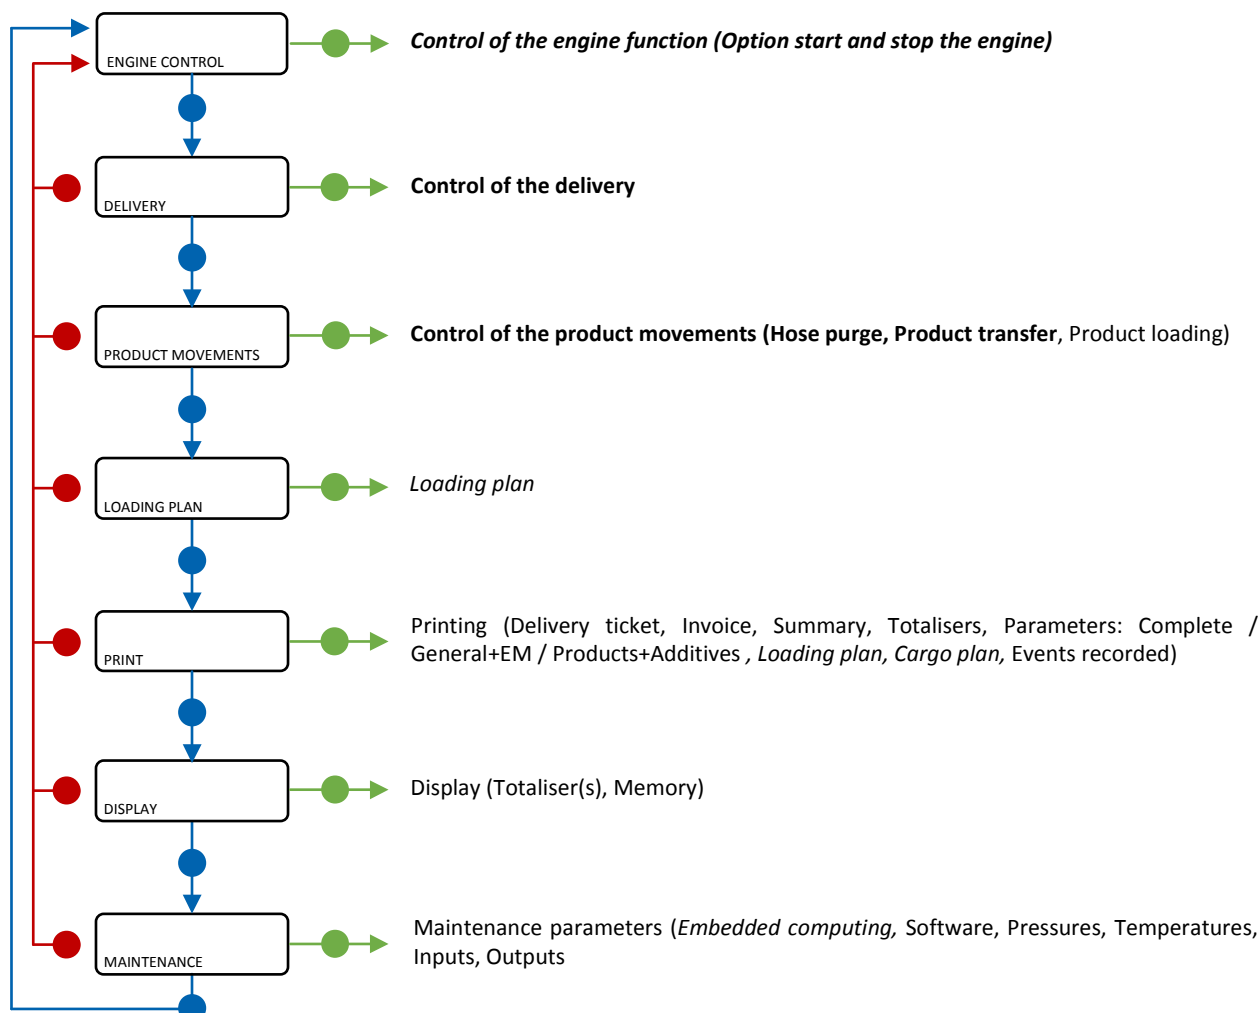 ENGINE CONTROL
Control of the engine function (Option start and stop the engine)
DELIVERY
Control of the delivery
PRODUCT MOVEMENTS
Control of the product movements (Hose purge, Product transfer, Product loading)
LOADING PLAN
Loading plan
PRINT
Printing (Delivery ticket, Invoice, Summary, Totalisers, Parameters: Complete /
General+EM / Products+Additives , Loading plan, Cargo plan, Events recorded)
DISPLAY
Display (Totaliser(s), Memory)
MAINTENANCE
Maintenance parameters (Embedded computing, Software, Pressures, Temperatures,
Inputs, Outputs